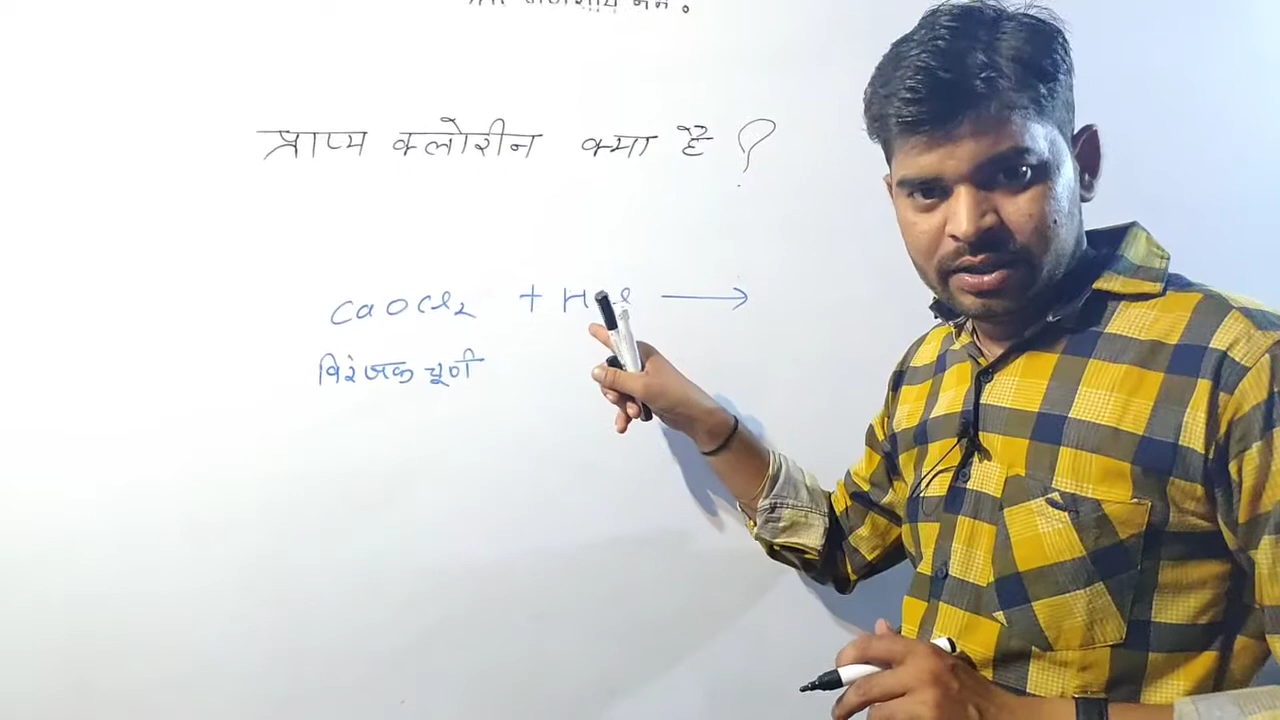 प्राप्य क्लोरीन क्या है ?
CaOCl₂ + HCl ⟶
विरंजक चूर्ण